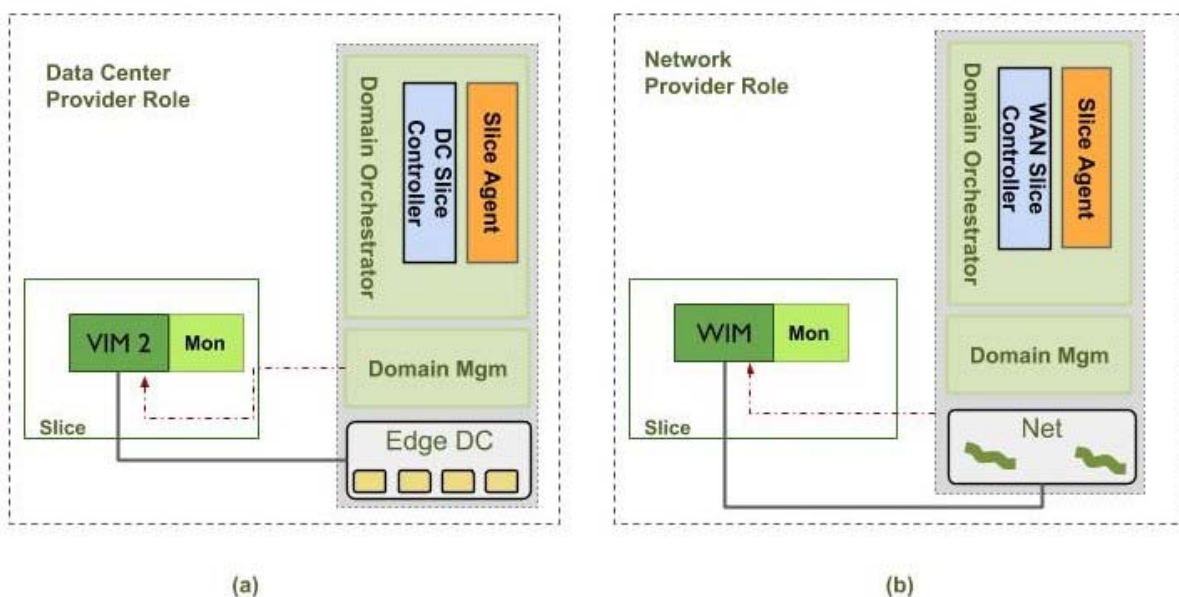 Data Center
Provider Role
Domain Orchestrator
DC Slice
Controller
Slice Agent
VIM 2
Mon
Slice
Domain Mgm
Edge DC
(a)
Network
Provider Role
Domain Orchestrator
WAN Slice
Controller
Slice Agent
WIM
Mon
Slice
Domain Mgm
Net
(b)